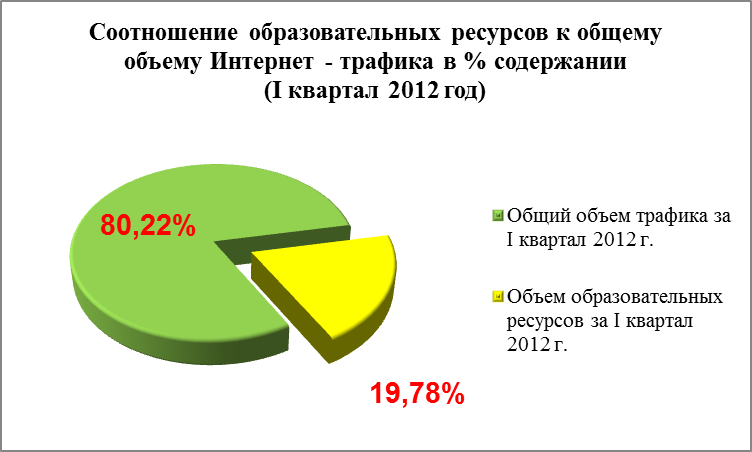 Соотношение образовательных ресурсов к общему
объему Интернет - трафика в % содержании
(I квартал 2012 год)
80,22%
19,78%
Общий объем трафика за
I квартал 2012 г.
Объем образовательных
ресурсов за I квартал
2012 г.